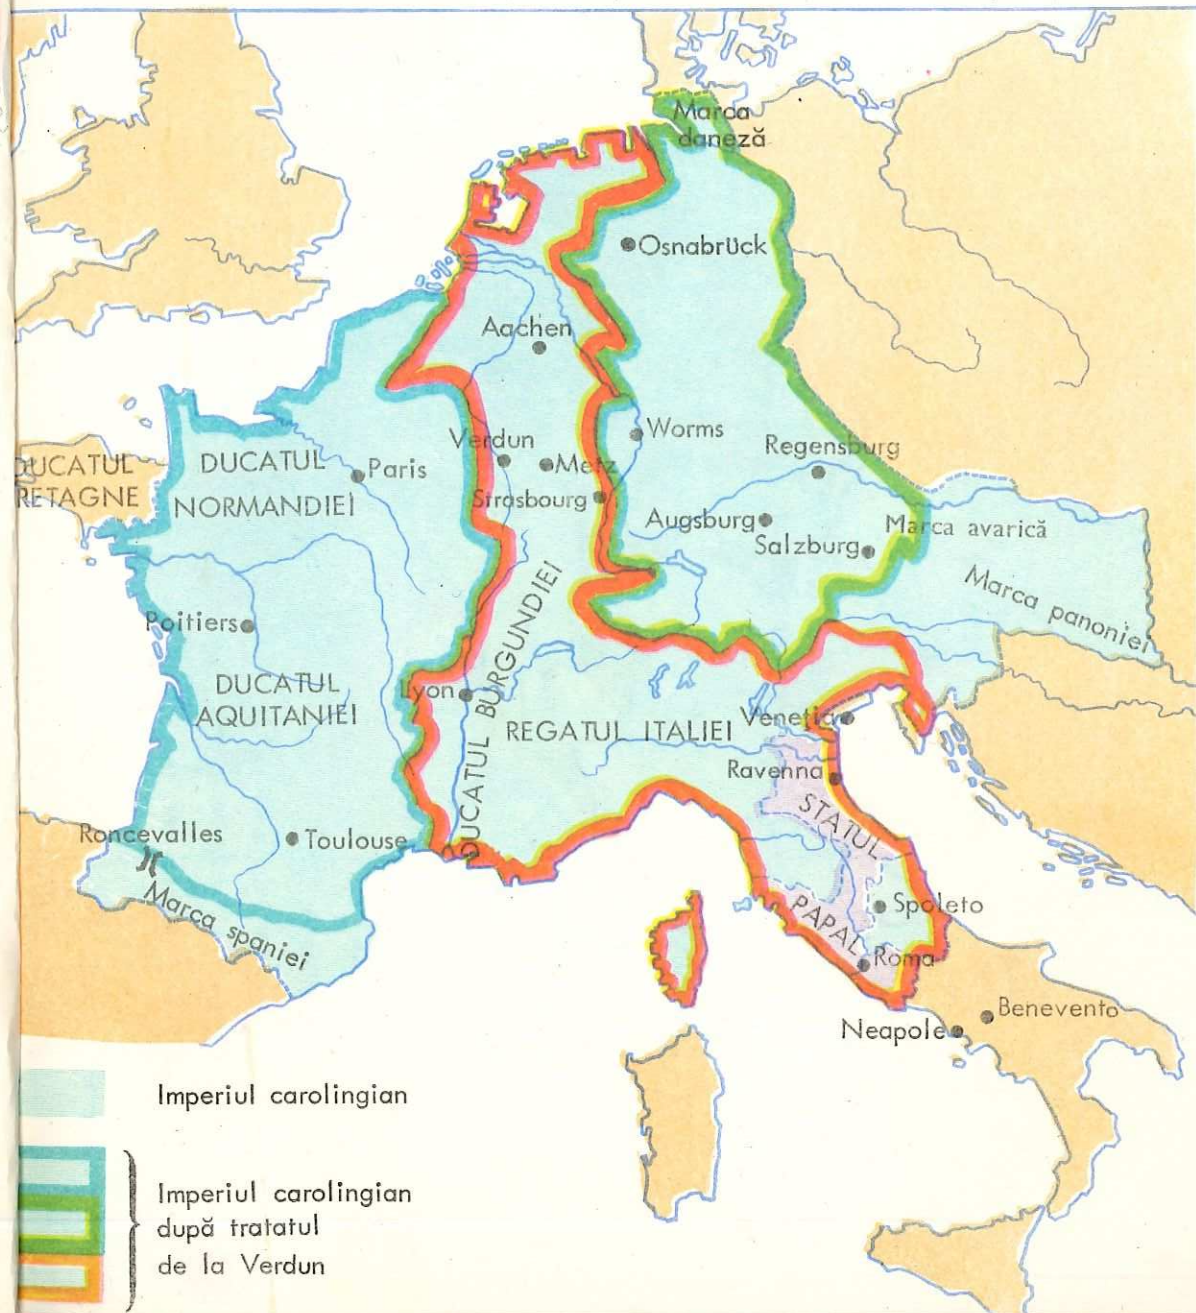 Marca
daneză
Osnabrück
Aachen
Worms
Verdun
Metz
Regensburg
DUCATUL
RETAGNE
DUCATUL
NORMANDIEI
Paris
Strasbourg
Augsburg
Salzburg
Marca avarică
Marca panoniei
Poitiers
DUCATUL BURGUNDIEI
DUCATUL
AQUITANIEI
Lyon
REGATUL ITALIEI
Veneția
Ravenna
STATUL
PAPAL
Roncevalles
Toulouse
Marca spaniei
Spoleto
Roma
Benevento
Neapole
Imperiul carolingian
Imperiul carolingian
după tratatul
de la Verdun